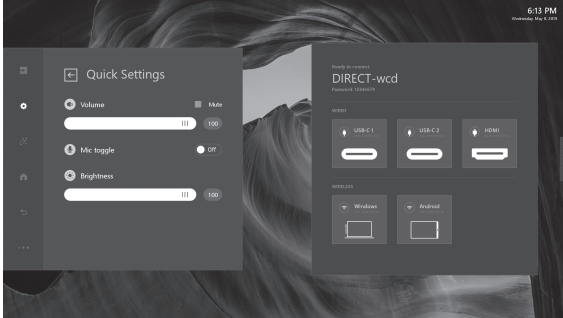 6:13 PM
Wednesday May 8, 2019
Quick Settings
Volume
Mute
100
Mic toggle
Off
Brightness
100
Ready to connect
DIRECT-wcd
Password: 12345678
WIRED
USB-C 1
USB-C 2
HDMI
WIRELESS
Windows
Android